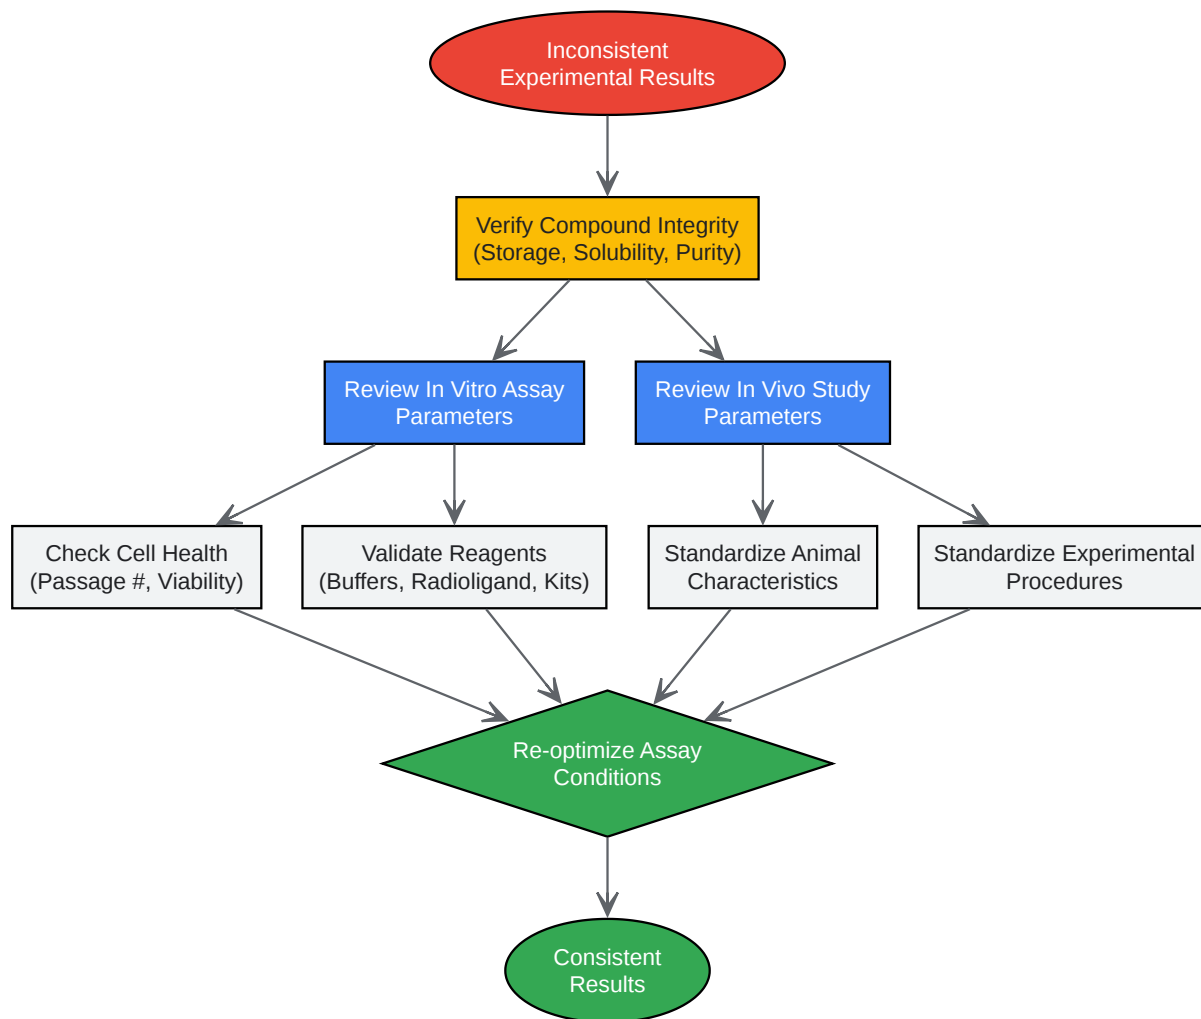 Inconsistent
Experimental Results
Verify Compound Integrity
(Storage, Solubility, Purity)
Review In Vitro Assay
Parameters
Review In Vivo Study
Parameters
Check Cell Health
(Passage #, Viability)
Validate Reagents
(Buffers, Radioligand, Kits)
Standardize Animal
Characteristics
Standardize Experimental
Procedures
Re-optimize Assay
Conditions
Consistent
Results